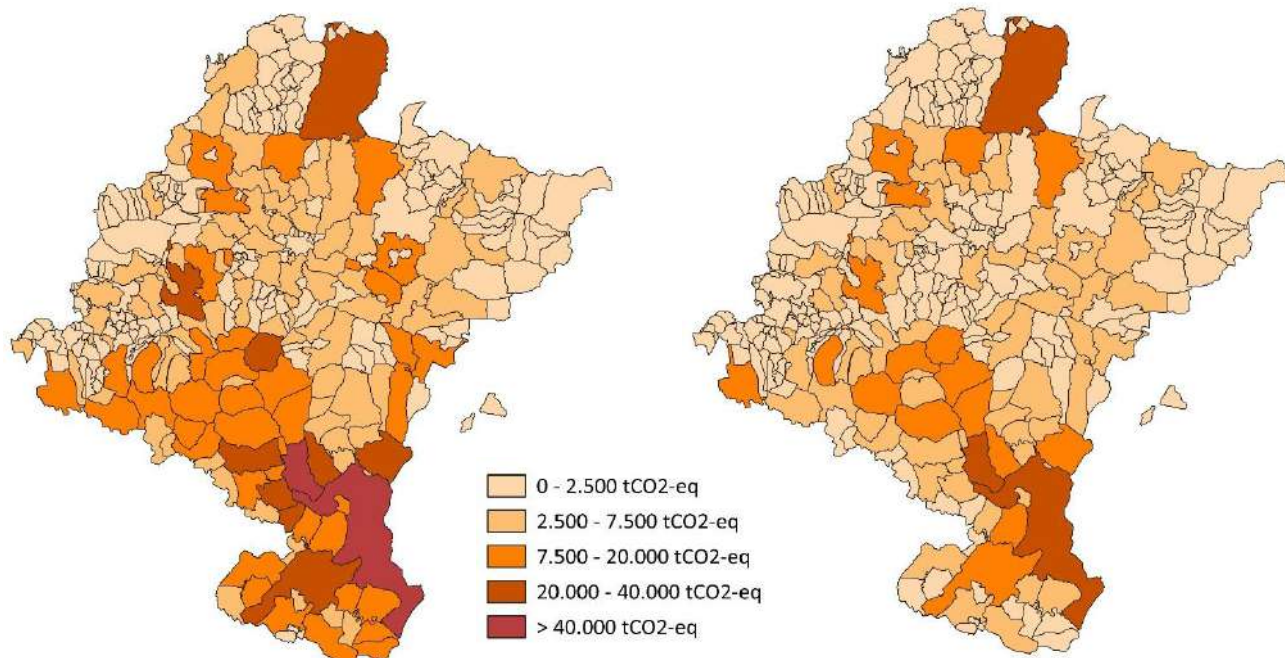 0 - 2.500 tCO2-eq
2.500 - 7.500 tCO2-eq
7.500 - 20.000 tCO2-eq
20.000 - 40.000 tCO2-eq
> 40.000 tCO2-eq